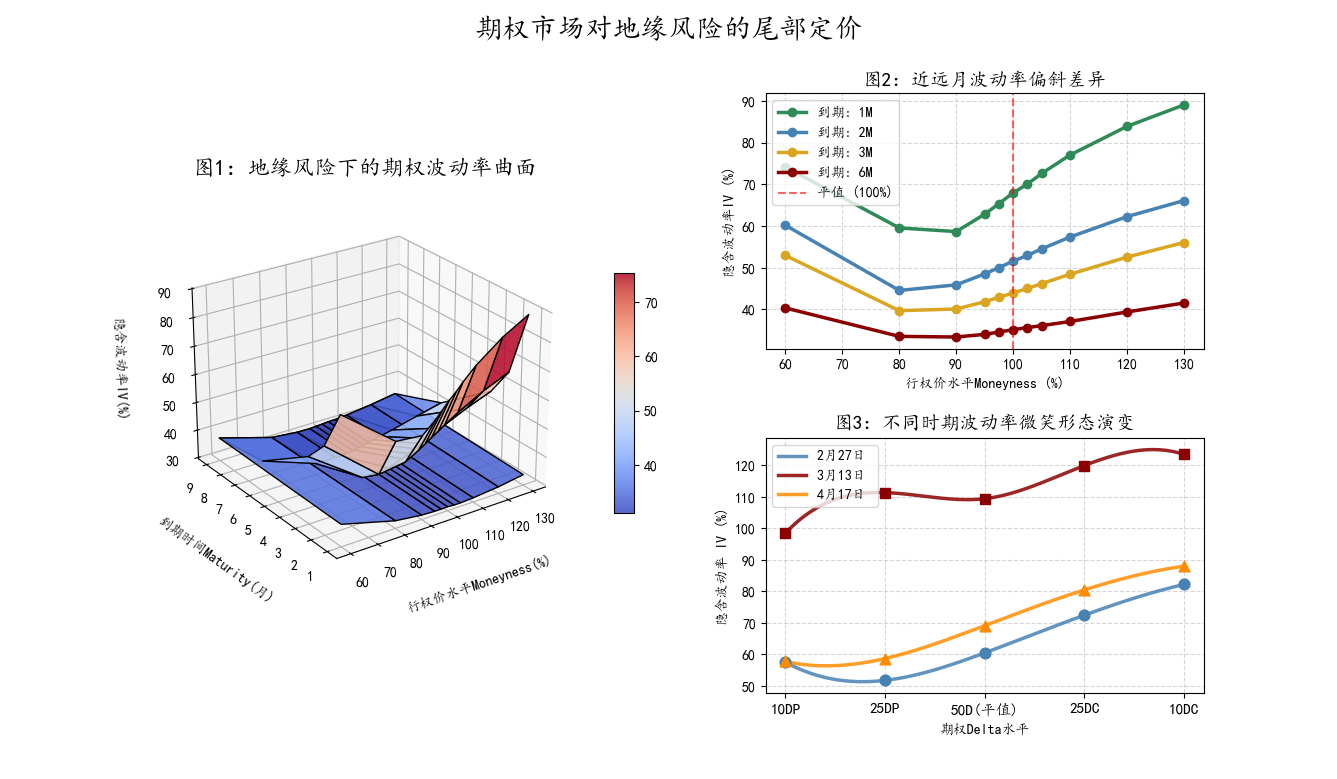 期权市场对地缘风险的尾部定价
图1：地缘风险下的期权波动率曲面
隐含波动率IV(%)
90
80
70
60
50
40
30
9
8
7
6
5
4
3
2
1
到期时间Maturity(月)
60
70
80
90
100
110
120
130
行权价水平Moneyness(%)
70
60
50
40
图2：近远月波动率偏斜差异
隐含波动率IV (%)
90
80
70
60
50
40
到期：1M
到期：2M
到期：3M
到期：6M
平值 (100%)
60
70
80
90
100
110
120
130
行权价水平Moneyness (%)
图3：不同时期波动率微笑形态演变
隐含波动率 IV (%)
120
110
100
90
80
70
60
50
2月27日
3月13日
4月17日
10DP
25DP
50D(平值)
25DC
10DC
期权Delta水平